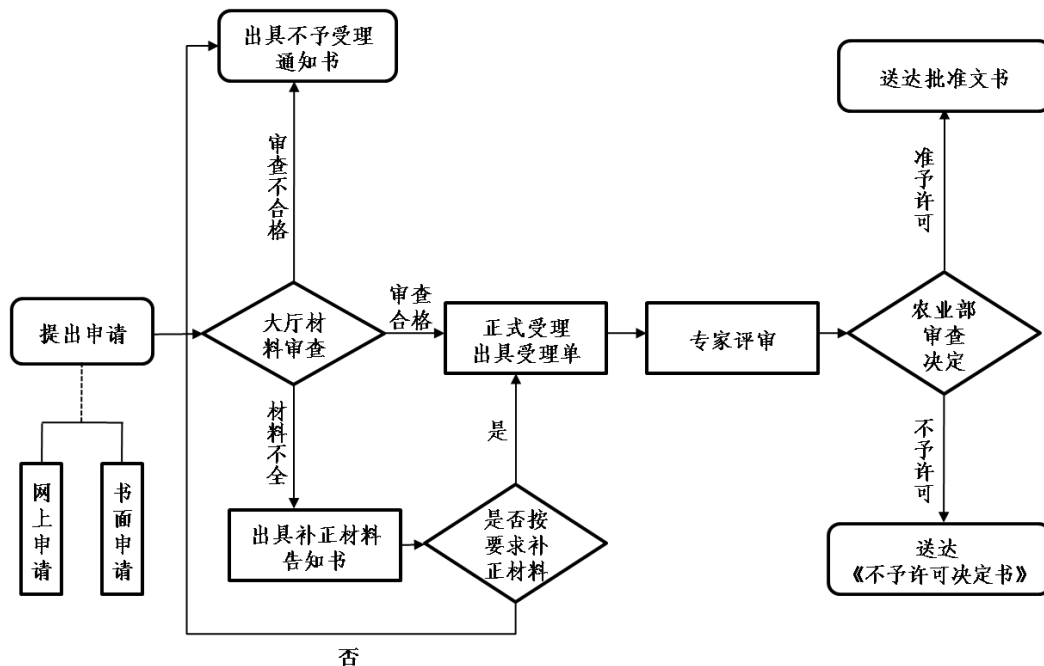 出具不予受理
通知书
送达批准文书
审查不合格
准予许可
提出申请
大厅材
料审查
审查
合格
正式受理
出具受理单
专家评审
农业部
审查
决定
材料不全
是
不予许可
网上申请
书面申请
出具补正材料
告知书
是否按
要求补
正材料
送达
《不予许可决定书》
否